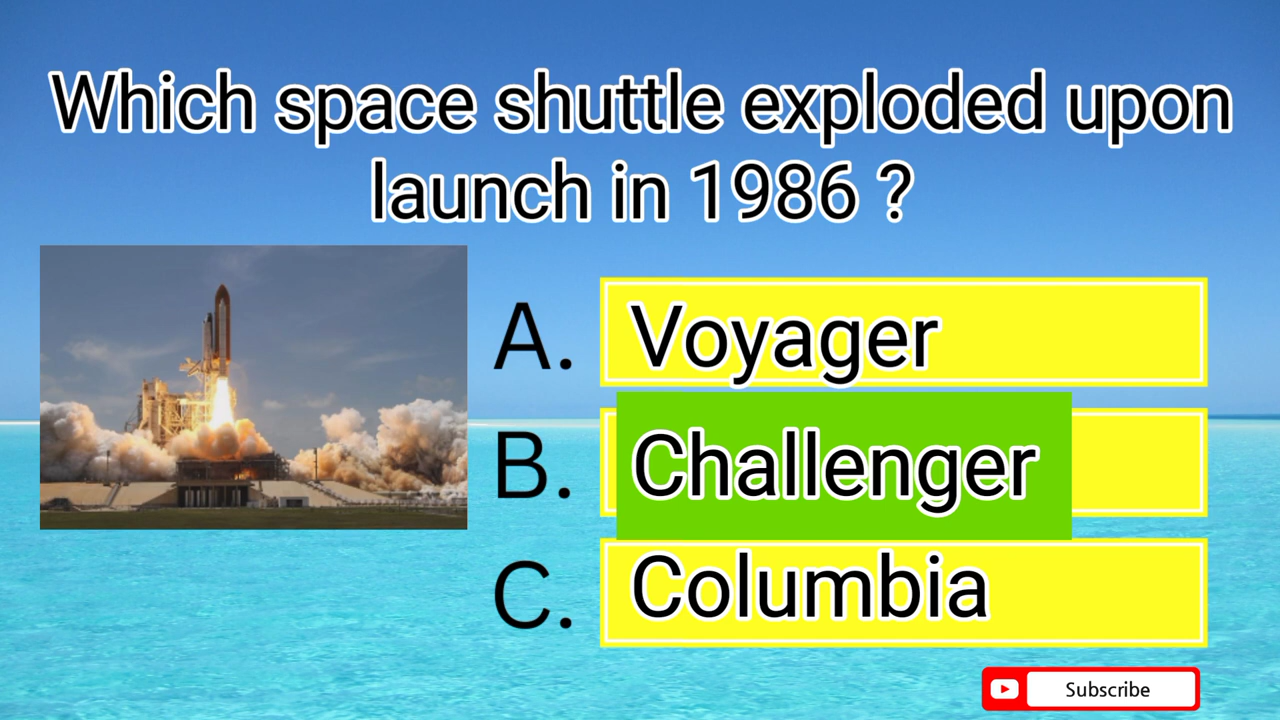 Which space shuttle exploded upon
launch in 1986 ?
A. Voyager
B. Challenger
C. Columbia
Subscribe